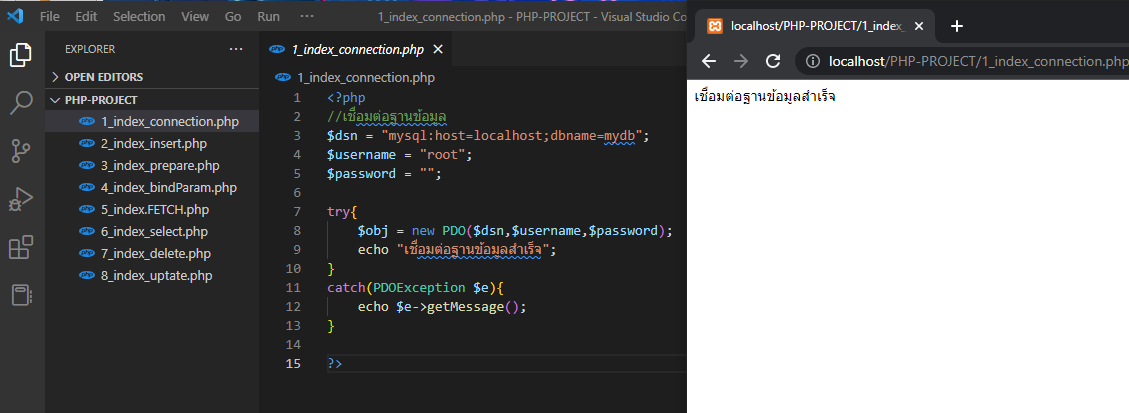 File Edit Selection View Go Run ··· 1_index_connection.php - PHP-PROJECT - Visual Studio Co
EXPLORER ···
OPEN EDITORS
PHP-PROJECT
1_index_connection.php
2_index_insert.php
3_index_prepare.php
4_index_bindParam.php
5_index.FETCH.php
6_index_select.php
7_index_delete.php
8_index_uptate.php
1_index_connection.php
1_index_connection.php
1 <?php
2 //เชื่อมต่อฐานข้อมูล
3 $dsn = "mysql:host=localhost;dbname=mydb";
4 $username = "root";
5 $password = "";
6
7 try{
8 $obj = new PDO($dsn,$username,$password);
9 echo "เชื่อมต่อฐานข้อมูลสำเร็จ";
10 }
11 catch(PDOException $e){
12 echo $e->getMessage();
13 }
14
15 ?>
localhost/PHP-PROJECT/1_index_
localhost/PHP-PROJECT/1_index_connection.php
เชื่อมต่อฐานข้อมูลสำเร็จ